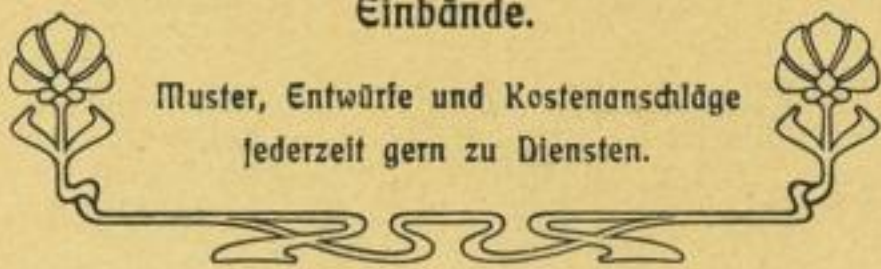 Einbände.
Muster, Entwürfe und Kostenanschläge
jederzeit gern zu Diensten.